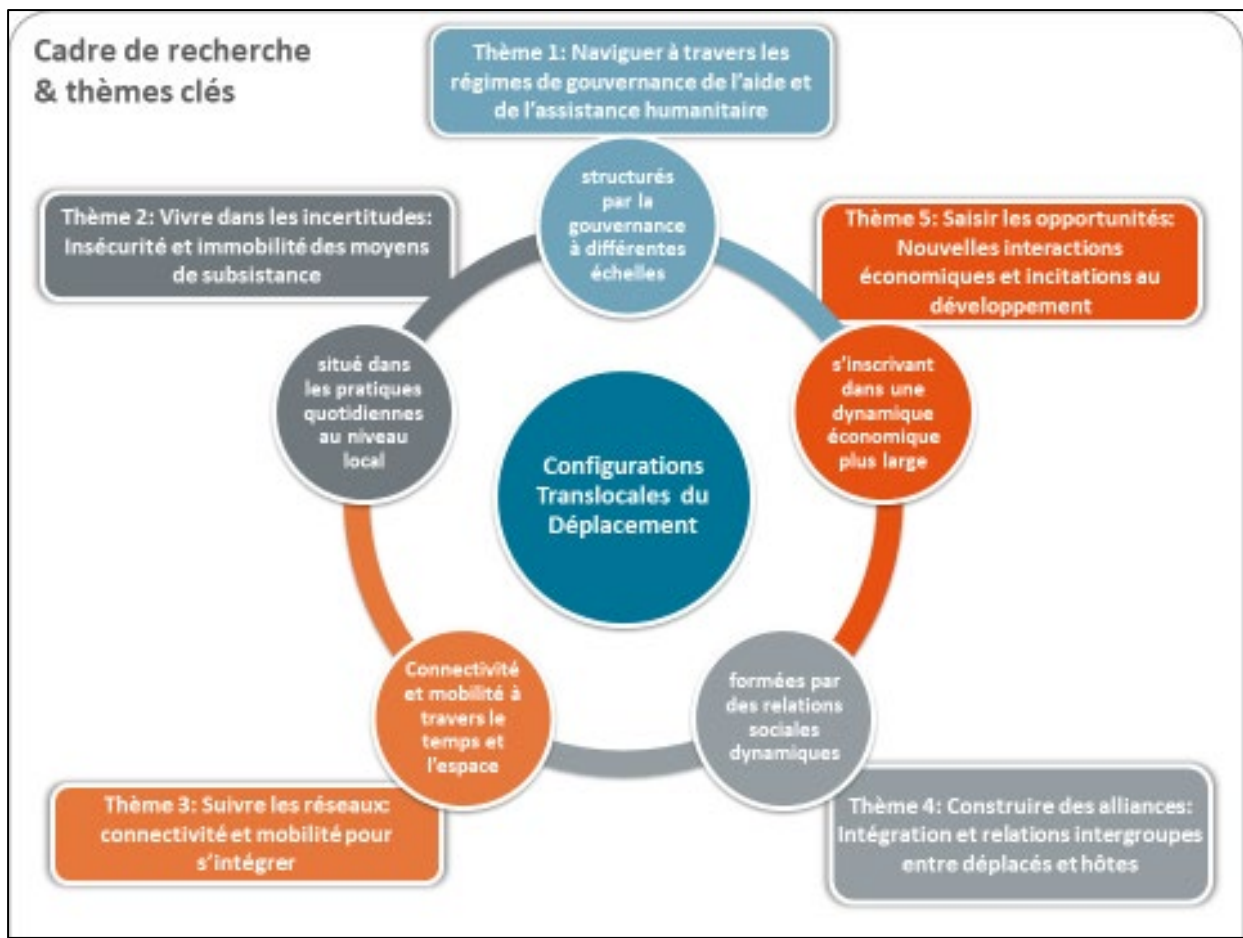 Cadre de recherche
& thèmes clés
Thème 1: Naviguer à travers les
régimes de gouvernance de l'aide et
de l'assistance humanitaire
structurés
par la
gouvernance
à différentes
échelles
Thème 2: Vivre dans les incertitudes:
Insécurité et immobilité des moyens
de subsistance
situé dans
les pratiques
quotidiennes
au niveau
local
Thème 5: Saisir les opportunités:
Nouvelles interactions
économiques et incitations au
développement
s'inscrivant
dans une
dynamique
économique
plus large
Configurations
Translocales du
Déplacement
Connectivité
et mobilité à
travers le
temps et
l'espace
Thème 3: Suivre les réseaux:
connectivité et mobilité pour
s'intégrer
formées par
des relations
sociales
dynamiques
Thème 4: Construire des alliances:
Intégration et relations intergroupes
entre déplacés et hôtes